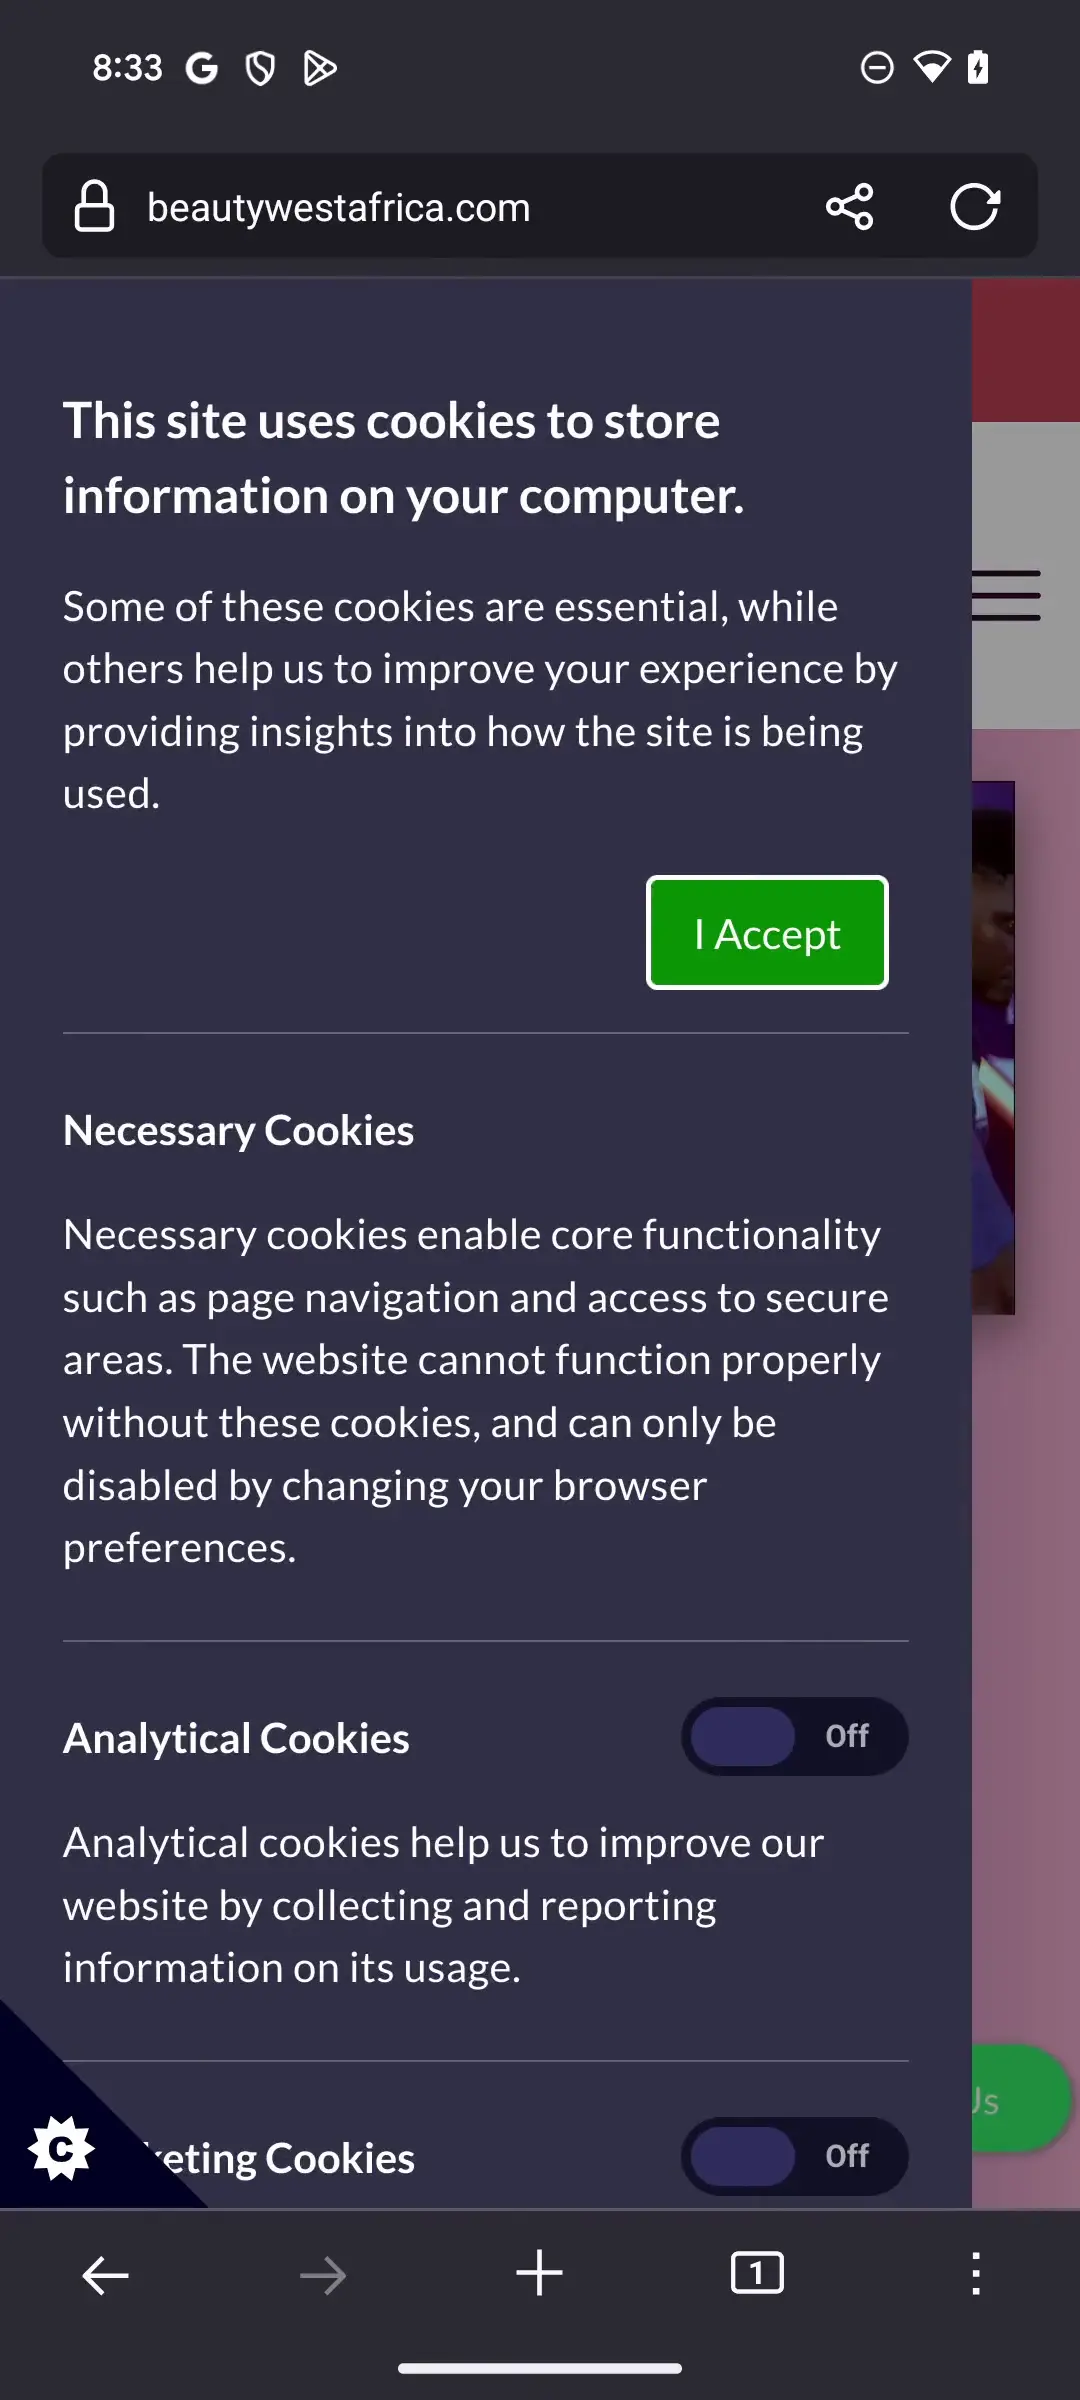 8:33
beautywestafrica.com
This site uses cookies to store
information on your computer.
Some of these cookies are essential, while
others help us to improve your experience by
providing insights into how the site is being
used.
I Accept
Necessary Cookies
Necessary cookies enable core functionality
such as page navigation and access to secure
areas. The website cannot function properly
without these cookies, and can only be
disabled by changing your browser
preferences.
Analytical Cookies
Off
Analytical cookies help us to improve our
website by collecting and reporting
information on its usage.
keting Cookies
Off
Us
C
1